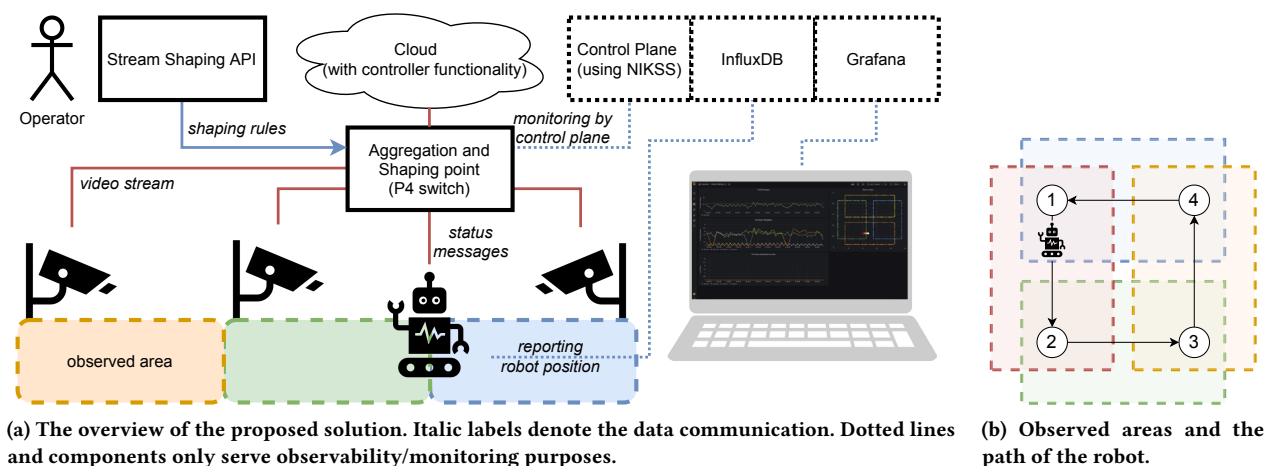 Operator
Stream Shaping API
Cloud
(with controller functionality)
Control Plane
(using NIKSS)
InfluxDB
Grafana
shaping rules
monitoring by
control plane
Aggregation and
Shaping point
(P4 switch)
video stream
status
messages
observed area
reporting
robot position
1
4
2
3
(a) The overview of the proposed solution. Italic labels denote the data communication. Dotted lines
and components only serve observability/monitoring purposes.
(b) Observed areas and the
path of the robot.